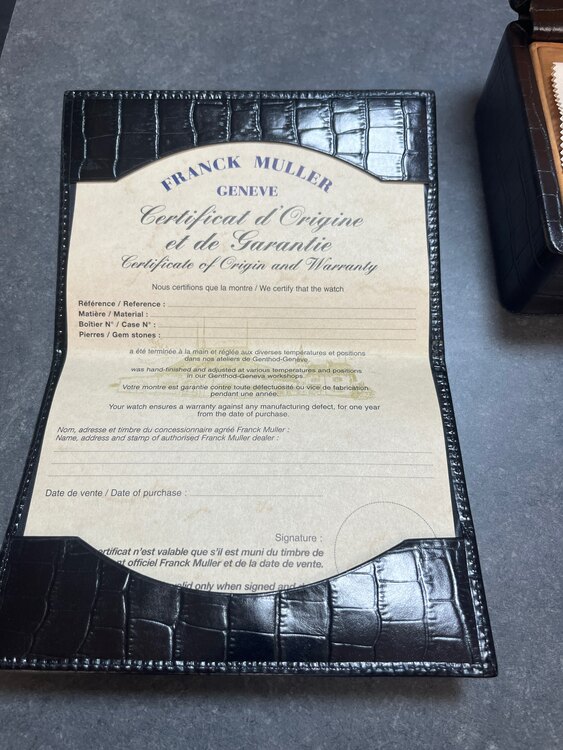 FRANCK MULLER
GENEVE
Certificat d'Origine
et de Garantie
Certificate of Origin and Warranty
Nous certifions que la montre / We certify that the watch
Référence / Reference :
Matière / Material :
Boîtier N° / Case N° :
Pierres / Gem stones :
a été terminée à la main et réglée aux diverses temperatures et positions
dans nos ateliers de Genthod-Genève.
was hand-finished and adjusted at various temperatures and positions
in our Genthod-Geneva workshops.
Votre montre est garantie contre toute défectuosité ou vice de fabrication
pendant une année.
Your watch ensures a warranty against any manufacturing defect, for one year
from the date of purchase.
Nom, adresse et timbre du concessionnaire agréé Franck Muller :
Name, address and stamp of authorised Franck Muller dealer :
Date de vente / Date of purchase :
Signature :
ertificat n'est valable que s'il est muni du timbre de
nt officiel Franck Muller et de la date de vente.
valid only when signed and d